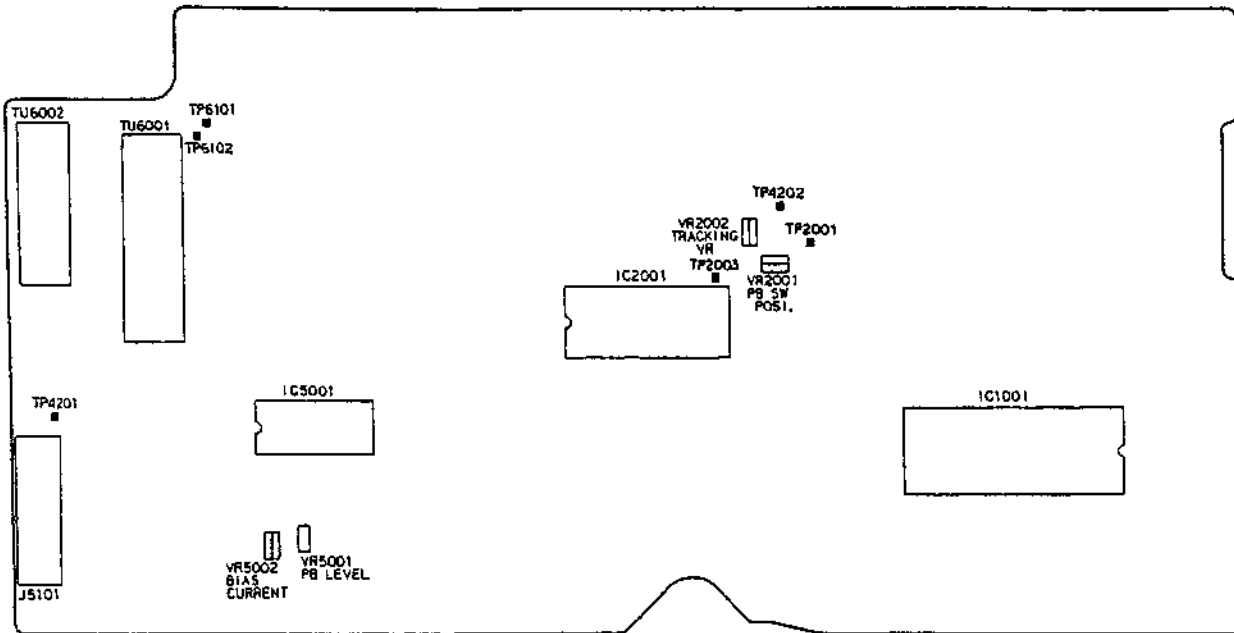 TU6002
TP6101
TU6001
TP6102
TP4202
VR2002
TRACKING
VR
TP2001
TP2003
IC2001
VR2001
PB SW
POSI.
IC5001
TP4201
IC1001
VR5002
BIAS
CURRENT
VR5001
PB LEVEL
J5101